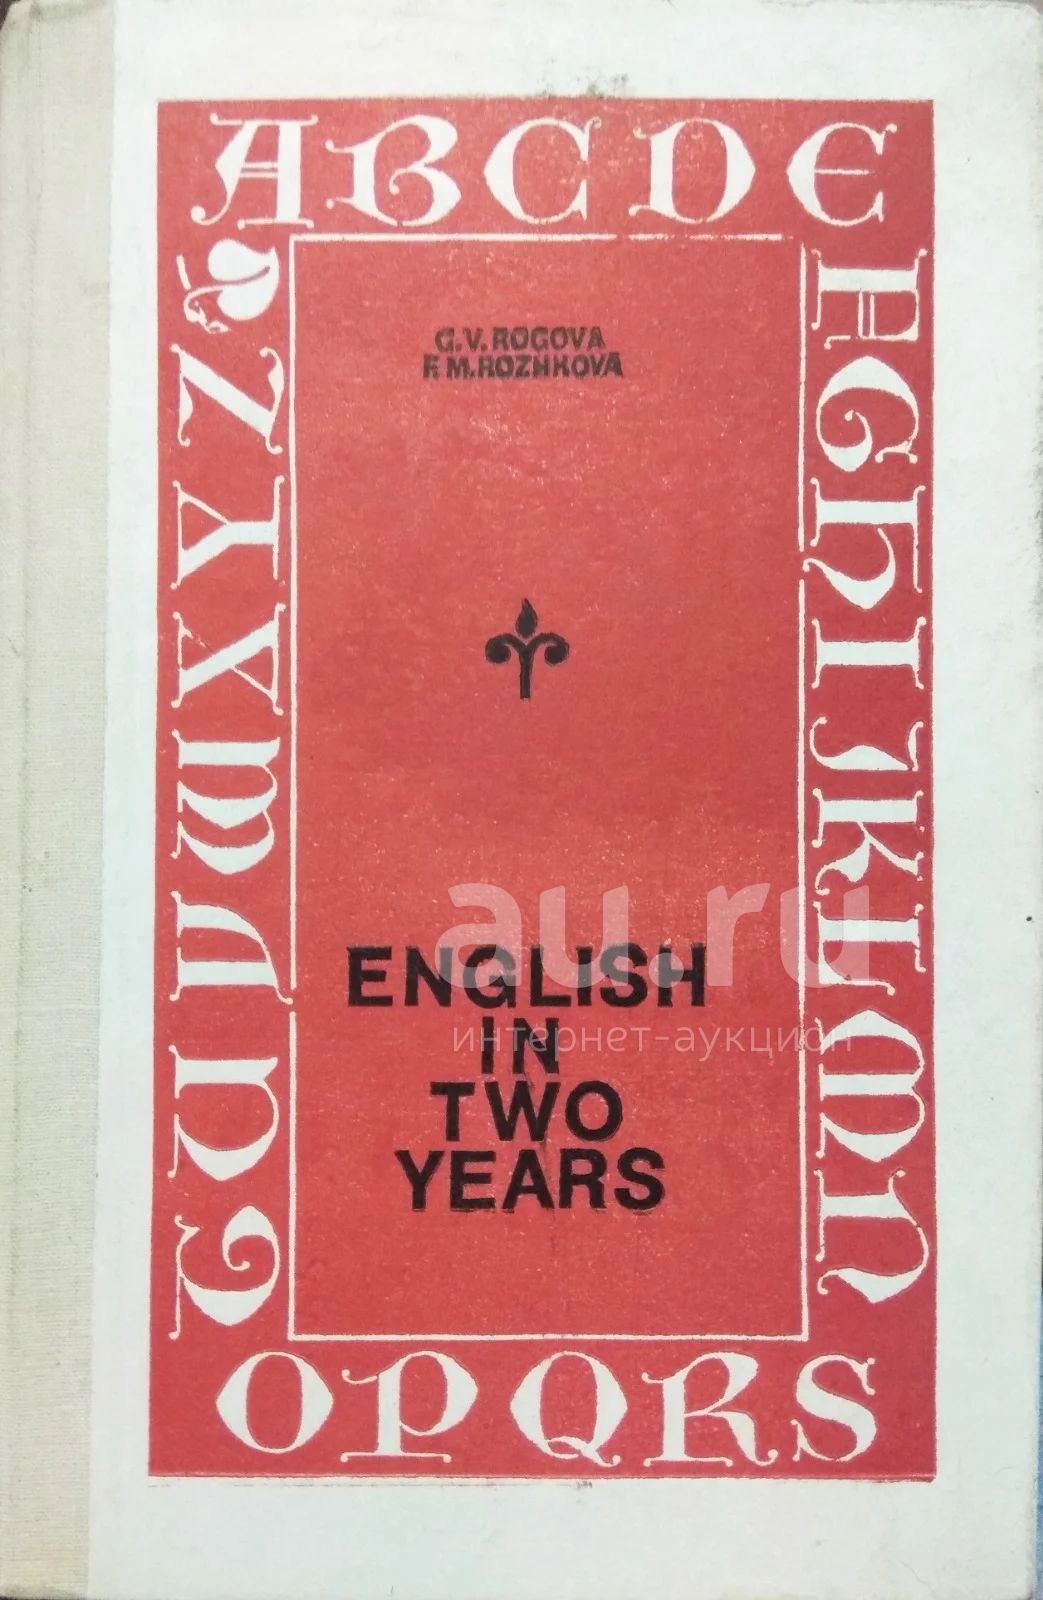 ABCDE
FGHIJKLMN
OPQRS
TUVWXYZ
G.V. ROGOVA
F.M. ROZHKOVA
ENGLISH
IN
TWO
YEARS
au.ru
интернет-аукцион